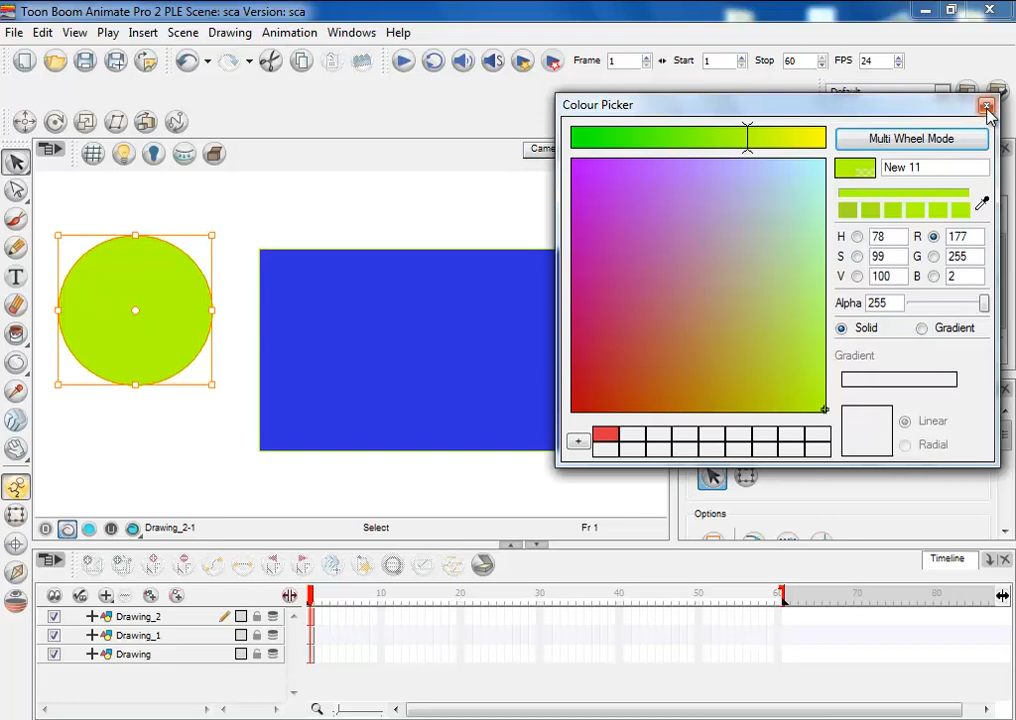 Toon Boom Animate Pro 2 PLE Scene: sca Version: sca
File Edit View Play Insert Scene Drawing Animation Windows Help
Frame 1 Start 1 Stop 60 FPS 24
Default
Colour Picker
Multi Wheel Mode
Came
New 11
H 78 R 177
S 99 G 255
V 100 B 2
Alpha 255
Solid Gradient
Gradient
Linear
Radial
Options
Drawing_2-1 Select Fr 1
Timeline
10 20 30 40 50 60 70 80
Drawing_2
Drawing_1
Drawing